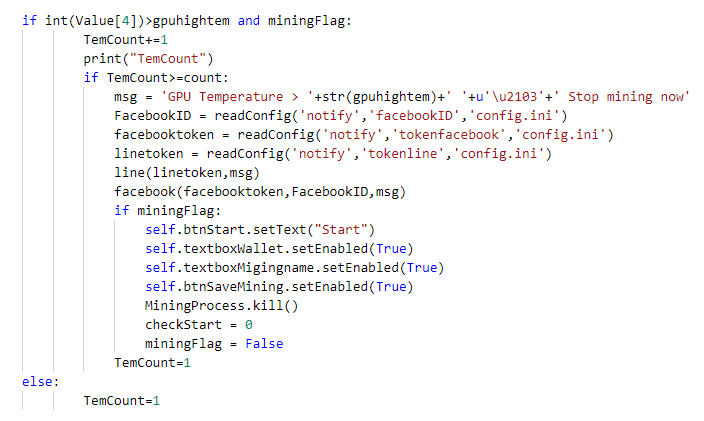 if int(Value[4])>gpuhightem and miningFlag:
        TemCount+=1
        print("TemCount")
        if TemCount>=count:
            msg = 'GPU Temperature > '+str(gpuhightem)+' '+u'\u2103'+' Stop mining now'
            FacebookID = readConfig('notify','facebookID','config.ini')
            facebooktoken = readConfig('notify','tokenfacebook','config.ini')
            linetoken = readConfig('notify','tokenline','config.ini')
            line(linetoken,msg)
            facebook(facebooktoken,FacebookID,msg)
            if miningFlag:
                self.btnStart.setText("Start")
                self.textboxWallet.setEnabled(True)
                self.textboxMigingname.setEnabled(True)
                self.btnSaveMining.setEnabled(True)
                MiningProcess.kill()
                checkStart = 0
                miningFlag = False
            TemCount=1
else:
        TemCount=1